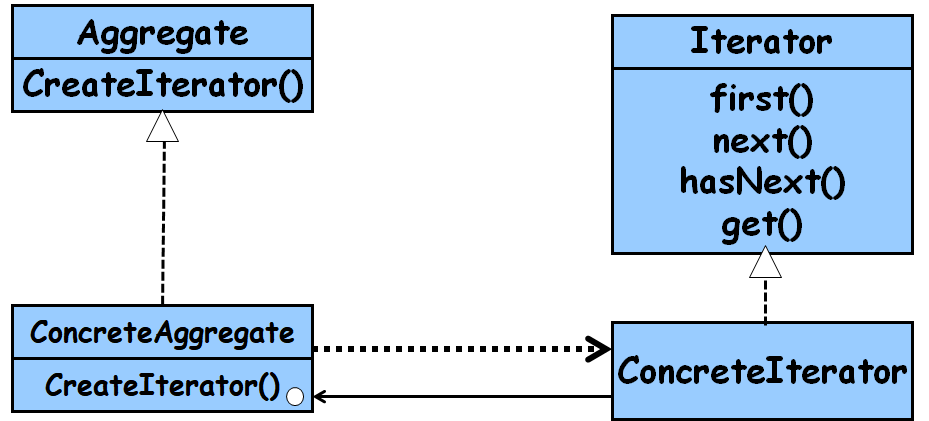 Aggregate
CreateIterator()
Iterator
first()
next()
hasNext()
get()
ConcreteAggregate
CreateIterator()
ConcreteIterator